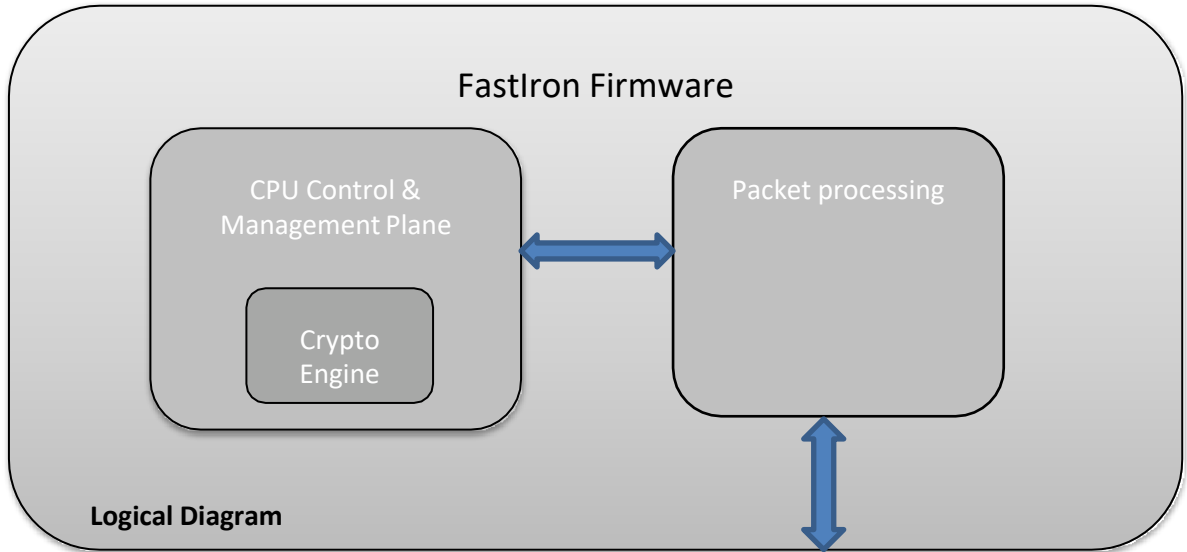 FastIron Firmware
CPU Control &
Management Plane
Packet processing
Crypto
Engine
Logical Diagram